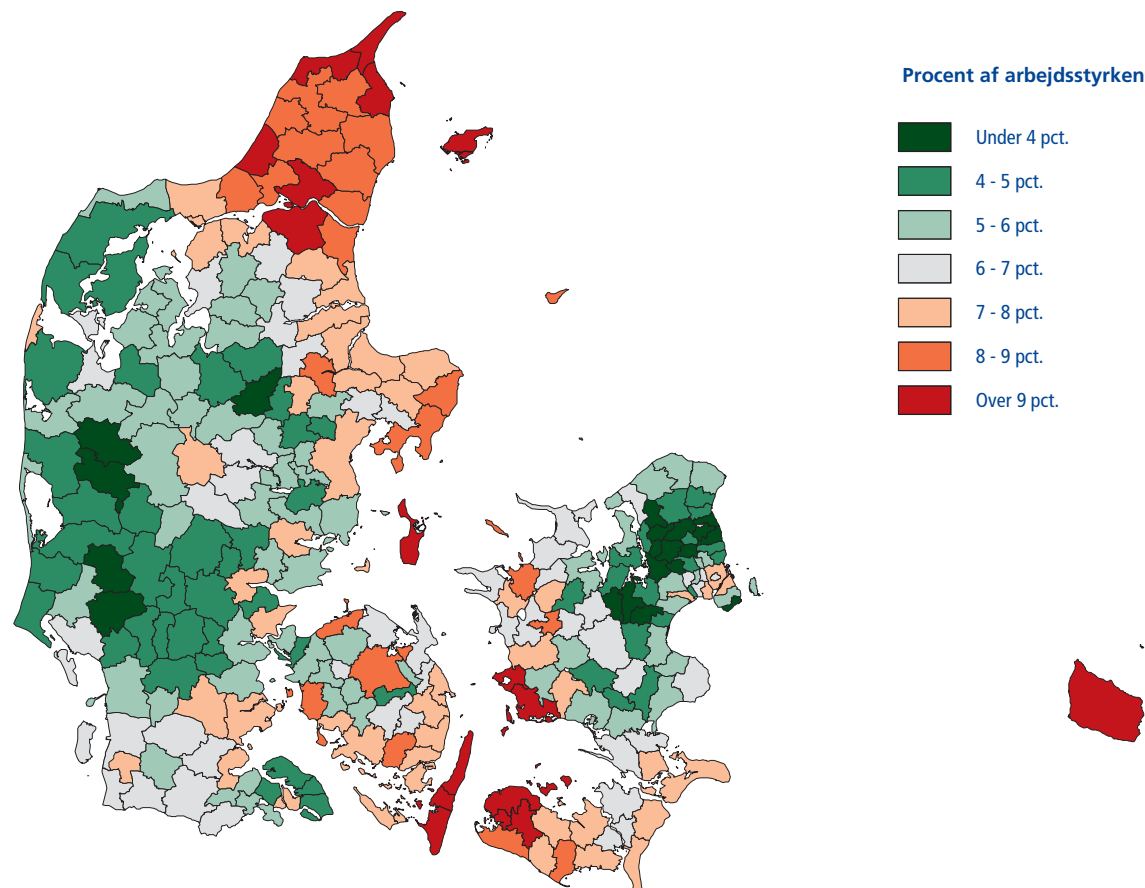 Procent af arbejdsstyrken
Under 4 pct.
4 - 5 pct.
5 - 6 pct.
6 - 7 pct.
7 - 8 pct.
8 - 9 pct.
Over 9 pct.